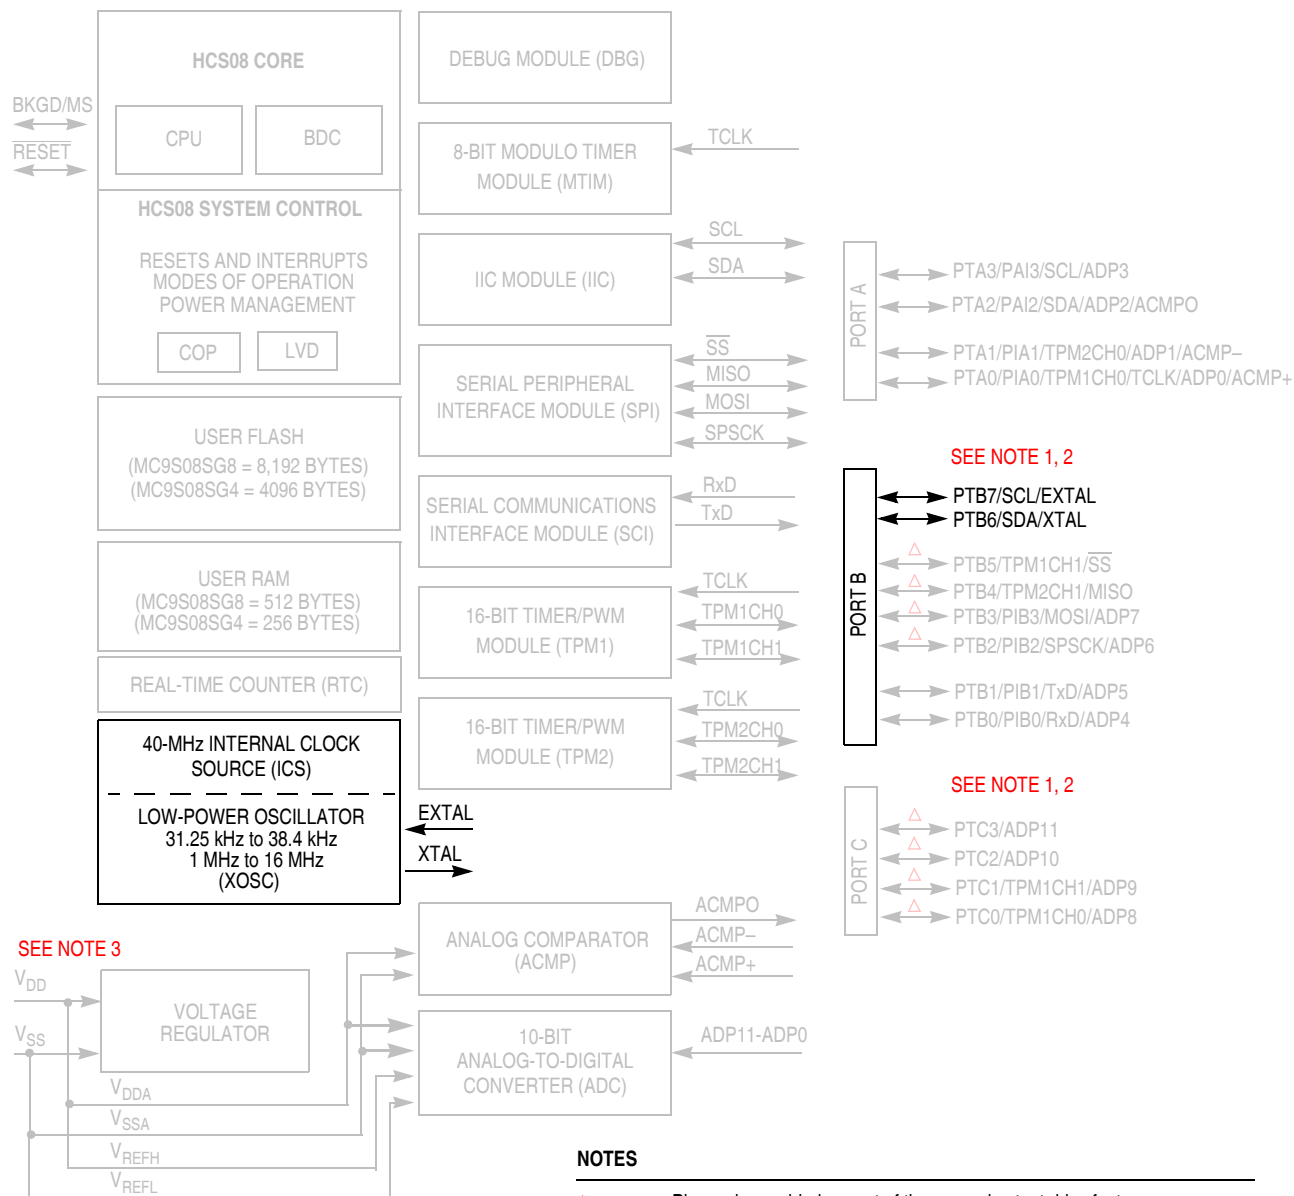 HCS08 CORE
BKGD/MS
RESET
CPU
BDC
HCS08 SYSTEM CONTROL
RESETS AND INTERRUPTS
MODES OF OPERATION
POWER MANAGEMENT
COP
LVD
USER FLASH
(MC9S08SG8 = 8,192 BYTES)
(MC9S08SG4 = 4096 BYTES)
USER RAM
(MC9S08SG8 = 512 BYTES)
(MC9S08SG4 = 256 BYTES)
REAL-TIME COUNTER (RTC)
40-MHz INTERNAL CLOCK
SOURCE (ICS)
LOW-POWER OSCILLATOR
31.25 kHz to 38.4 kHz
1 MHz to 16 MHz
(XOSC)
EXTAL
XTAL
SEE NOTE 3
VDD
VSS
VOLTAGE
REGULATOR
VDDA
VSSA
VREFH
VREFL
DEBUG MODULE (DBG)
8-BIT MODULO TIMER
MODULE (MTIM)
TCLK
IIC MODULE (IIC)
SCL
SDA
SERIAL PERIPHERAL
INTERFACE MODULE (SPI)
SS
MISO
MOSI
SPSCK
SERIAL COMMUNICATIONS
INTERFACE MODULE (SCI)
RxD
TxD
16-BIT TIMER/PWM
MODULE (TPM1)
TCLK
TPM1CH0
TPM1CH1
16-BIT TIMER/PWM
MODULE (TPM2)
TCLK
TPM2CH0
TPM2CH1
ANALOG COMPARATOR
(ACMP)
ACMPO
ACMP–
ACMP+
10-BIT
ANALOG-TO-DIGITAL
CONVERTER (ADC)
ADP11-ADP0
PORT A
PTA3/PAI3/SCL/ADP3
PTA2/PAI2/SDA/ADP2/ACMPO
PTA1/PIA1/TPM2CH0/ADP1/ACMP–
PTA0/PIA0/TPM1CH0/TCLK/ADP0/ACMP+
SEE NOTE 1, 2
PORT B
PTB7/SCL/EXTAL
PTB6/SDA/XTAL
PTB5/TPM1CH1/SS
PTB4/TPM2CH1/MISO
PTB3/PIB3/MOSI/ADP7
PTB2/PIB2/SPSCK/ADP6
PTB1/PIB1/TxD/ADP5
PTB0/PIB0/RxD/ADP4
SEE NOTE 1, 2
PORT C
PTC3/ADP11
PTC2/ADP10
PTC1/TPM1CH1/ADP9
PTC0/TPM1CH0/ADP8
NOTES